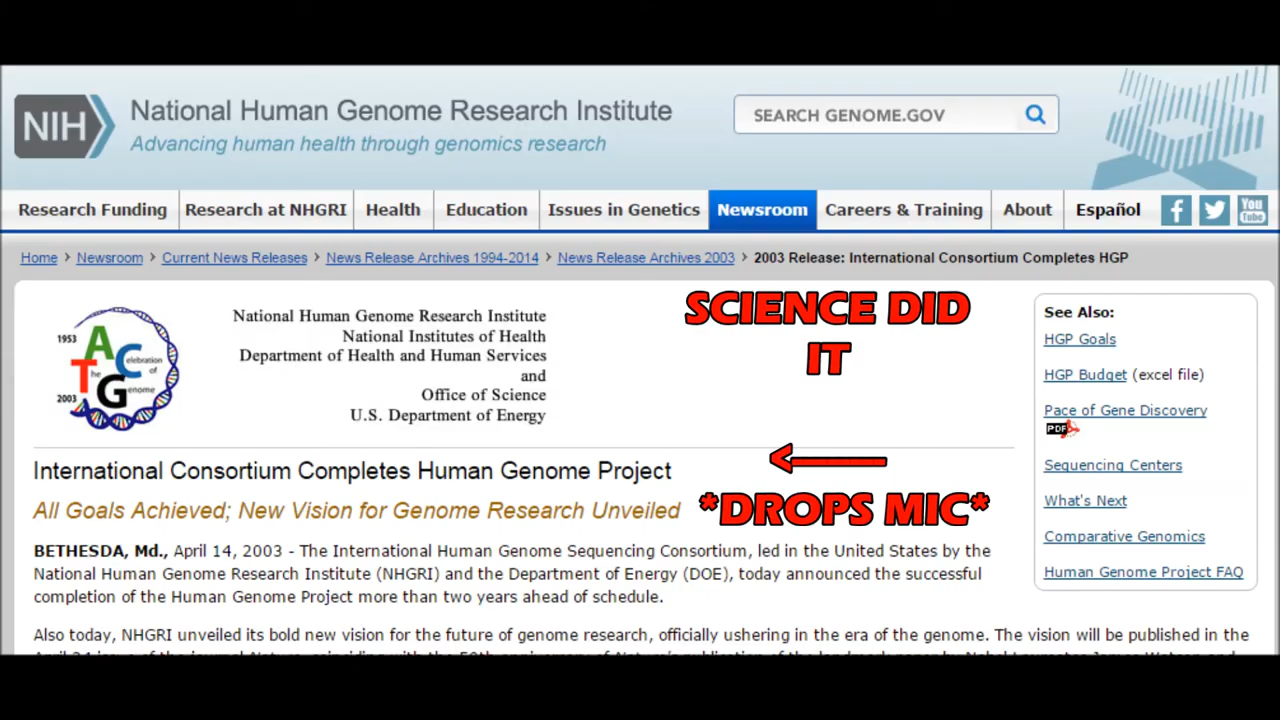 NIH
National Human Genome Research Institute
Advancing human health through genomics research
SEARCH GENOME.GOV
Research Funding
Research at NHGRI
Health
Education
Issues in Genetics
Newsroom
Careers & Training
About
Español
f
You
Tube
Home > Newsroom > Current News Releases > News Release Archives 1994-2014 > News Release Archives 2003 > 2003 Release: International Consortium Completes HGP
1953
A
C
elebration
T
he
of
G
enome
2003
National Human Genome Research Institute
National Institutes of Health
Department of Health and Human Services
and
Office of Science
U.S. Department of Energy
SCIENCE DID
IT
See Also:
HGP Goals
HGP Budget (excel file)
Pace of Gene Discovery
PDF
Sequencing Centers
What's Next
Comparative Genomics
Human Genome Project FAQ
International Consortium Completes Human Genome Project
All Goals Achieved; New Vision for Genome Research Unveiled
*DROPS MIC*
BETHESDA, Md., April 14, 2003 - The International Human Genome Sequencing Consortium, led in the United States by the
National Human Genome Research Institute (NHGRI) and the Department of Energy (DOE), today announced the successful
completion of the Human Genome Project more than two years ahead of schedule.
Also today, NHGRI unveiled its bold new vision for the future of genome research, officially ushering in the era of the genome. The vision will be published in the